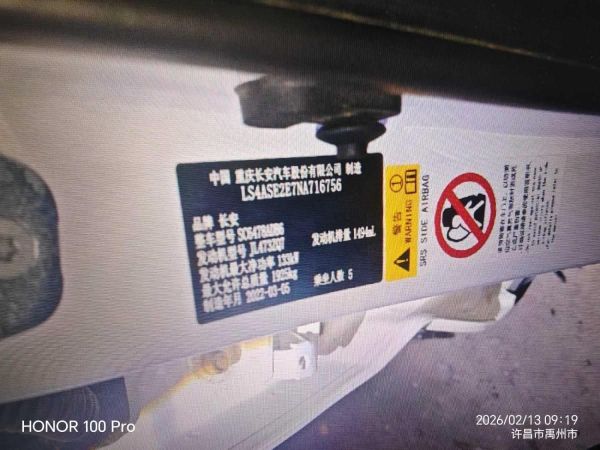 中国 重庆长安汽车股份有限公司 制造
LS4ASE2E7NA716756
品牌 长安
整车型号 SC6478ADB6
发动机型号 JL473ZQ7 发动机排量 1494mL
发动机最大净功率 133kW
最大允许总质量 1925kg
制造年月 2022-03-05 乘坐人数 5
警告
WARNING
SRS SIDE AIRBAG
HONOR 100 Pro
2026/02/13 09:19
许昌市禹州市